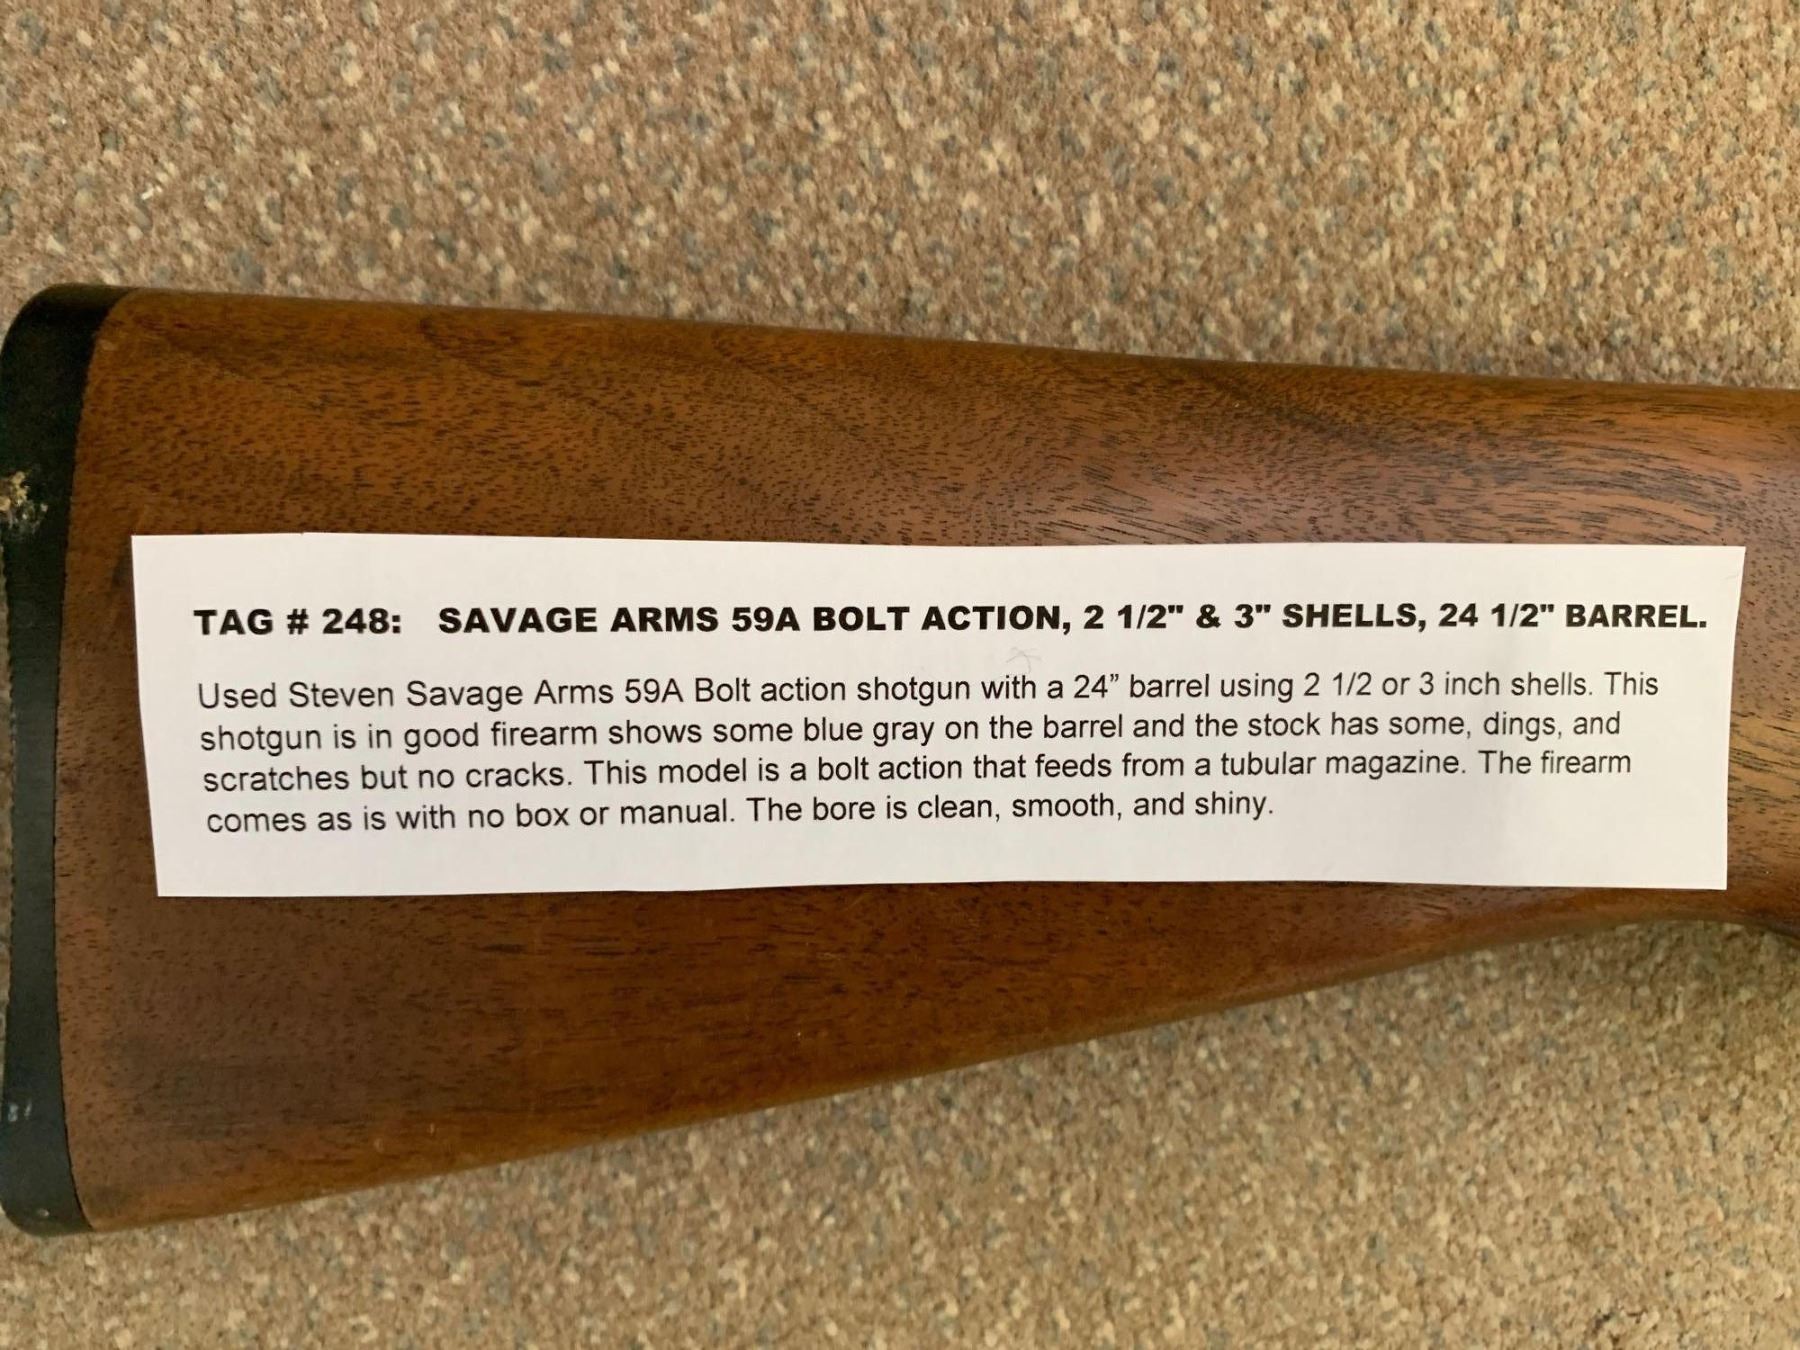 TAG # 248: SAVAGE ARMS 59A BOLT ACTION, 2 1/2" & 3" SHELLS, 24 1/2" BARREL.
Used Steven Savage Arms 59A Bolt action shotgun with a 24” barrel using 2 1/2 or 3 inch shells. This
shotgun is in good firearm shows some blue gray on the barrel and the stock has some, dings, and
scratches but no cracks. This model is a bolt action that feeds from a tubular magazine. The firearm
comes as is with no box or manual. The bore is clean, smooth, and shiny.